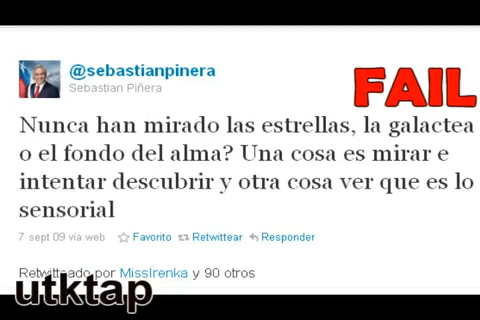 @sebastianpinera
Sebastian Piñera
FAIL
Nunca han mirado las estrellas, la galactea
o el fondo del alma? Una cosa es mirar e
intentar descubrir y otra cosa ver que es lo
sensorial
7 sept 09 vía web Favorito Retwittear Responder
Retwitteado por MissIrenka y 90 otros
utktap